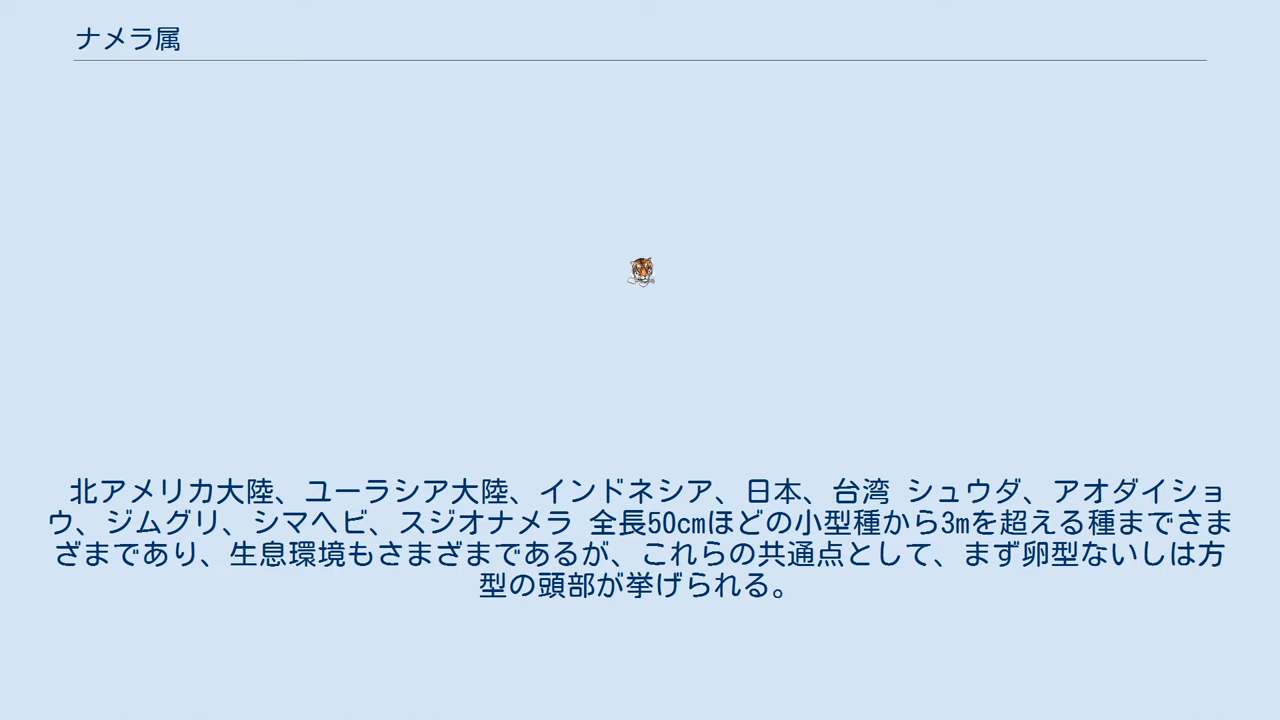 ナメラ属
北アメリカ大陸、ユーラシア大陸、インドネシア、日本、台湾 シュウダ、アオダイショ
ウ、ジムグリ、シマヘビ、スジオナメラ 全長50cmほどの小型種から3mを超える種までさま
ざまであり、生息環境もさまざまであるが、これらの共通点として、まず卵型ないしは方
型の頭部が挙げられる。